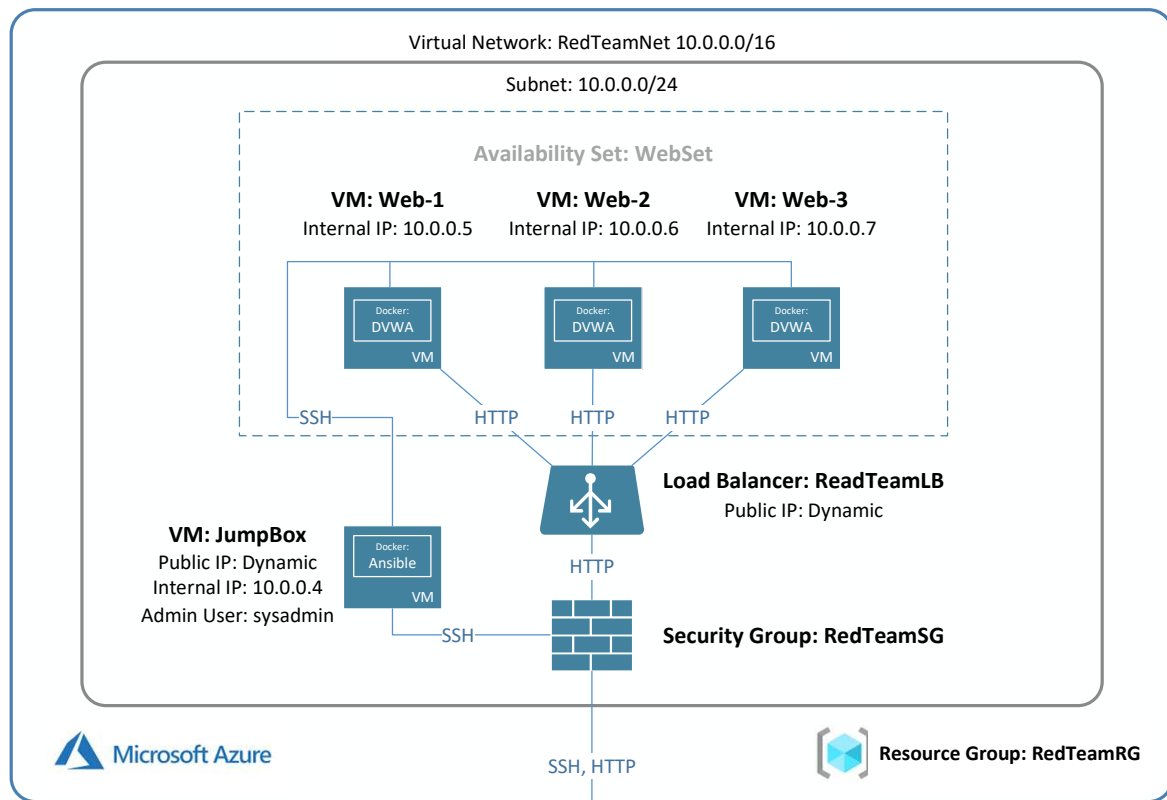 Virtual Network: RedTeamNet 10.0.0.0/16
Subnet: 10.0.0.0/24
Availability Set: WebSet
VM: Web-1
Internal IP: 10.0.0.5
VM: Web-2
Internal IP: 10.0.0.6
VM: Web-3
Internal IP: 10.0.0.7
Docker:
DVWA
VM
Docker:
DVWA
VM
Docker:
DVWA
VM
SSH
HTTP
HTTP
HTTP
Load Balancer: ReadTeamLB
Public IP: Dynamic
VM: JumpBox
Public IP: Dynamic
Internal IP: 10.0.0.4
Admin User: sysadmin
Docker:
Ansible
VM
HTTP
SSH
Security Group: RedTeamSG
Microsoft Azure
SSH, HTTP
Resource Group: RedTeamRG